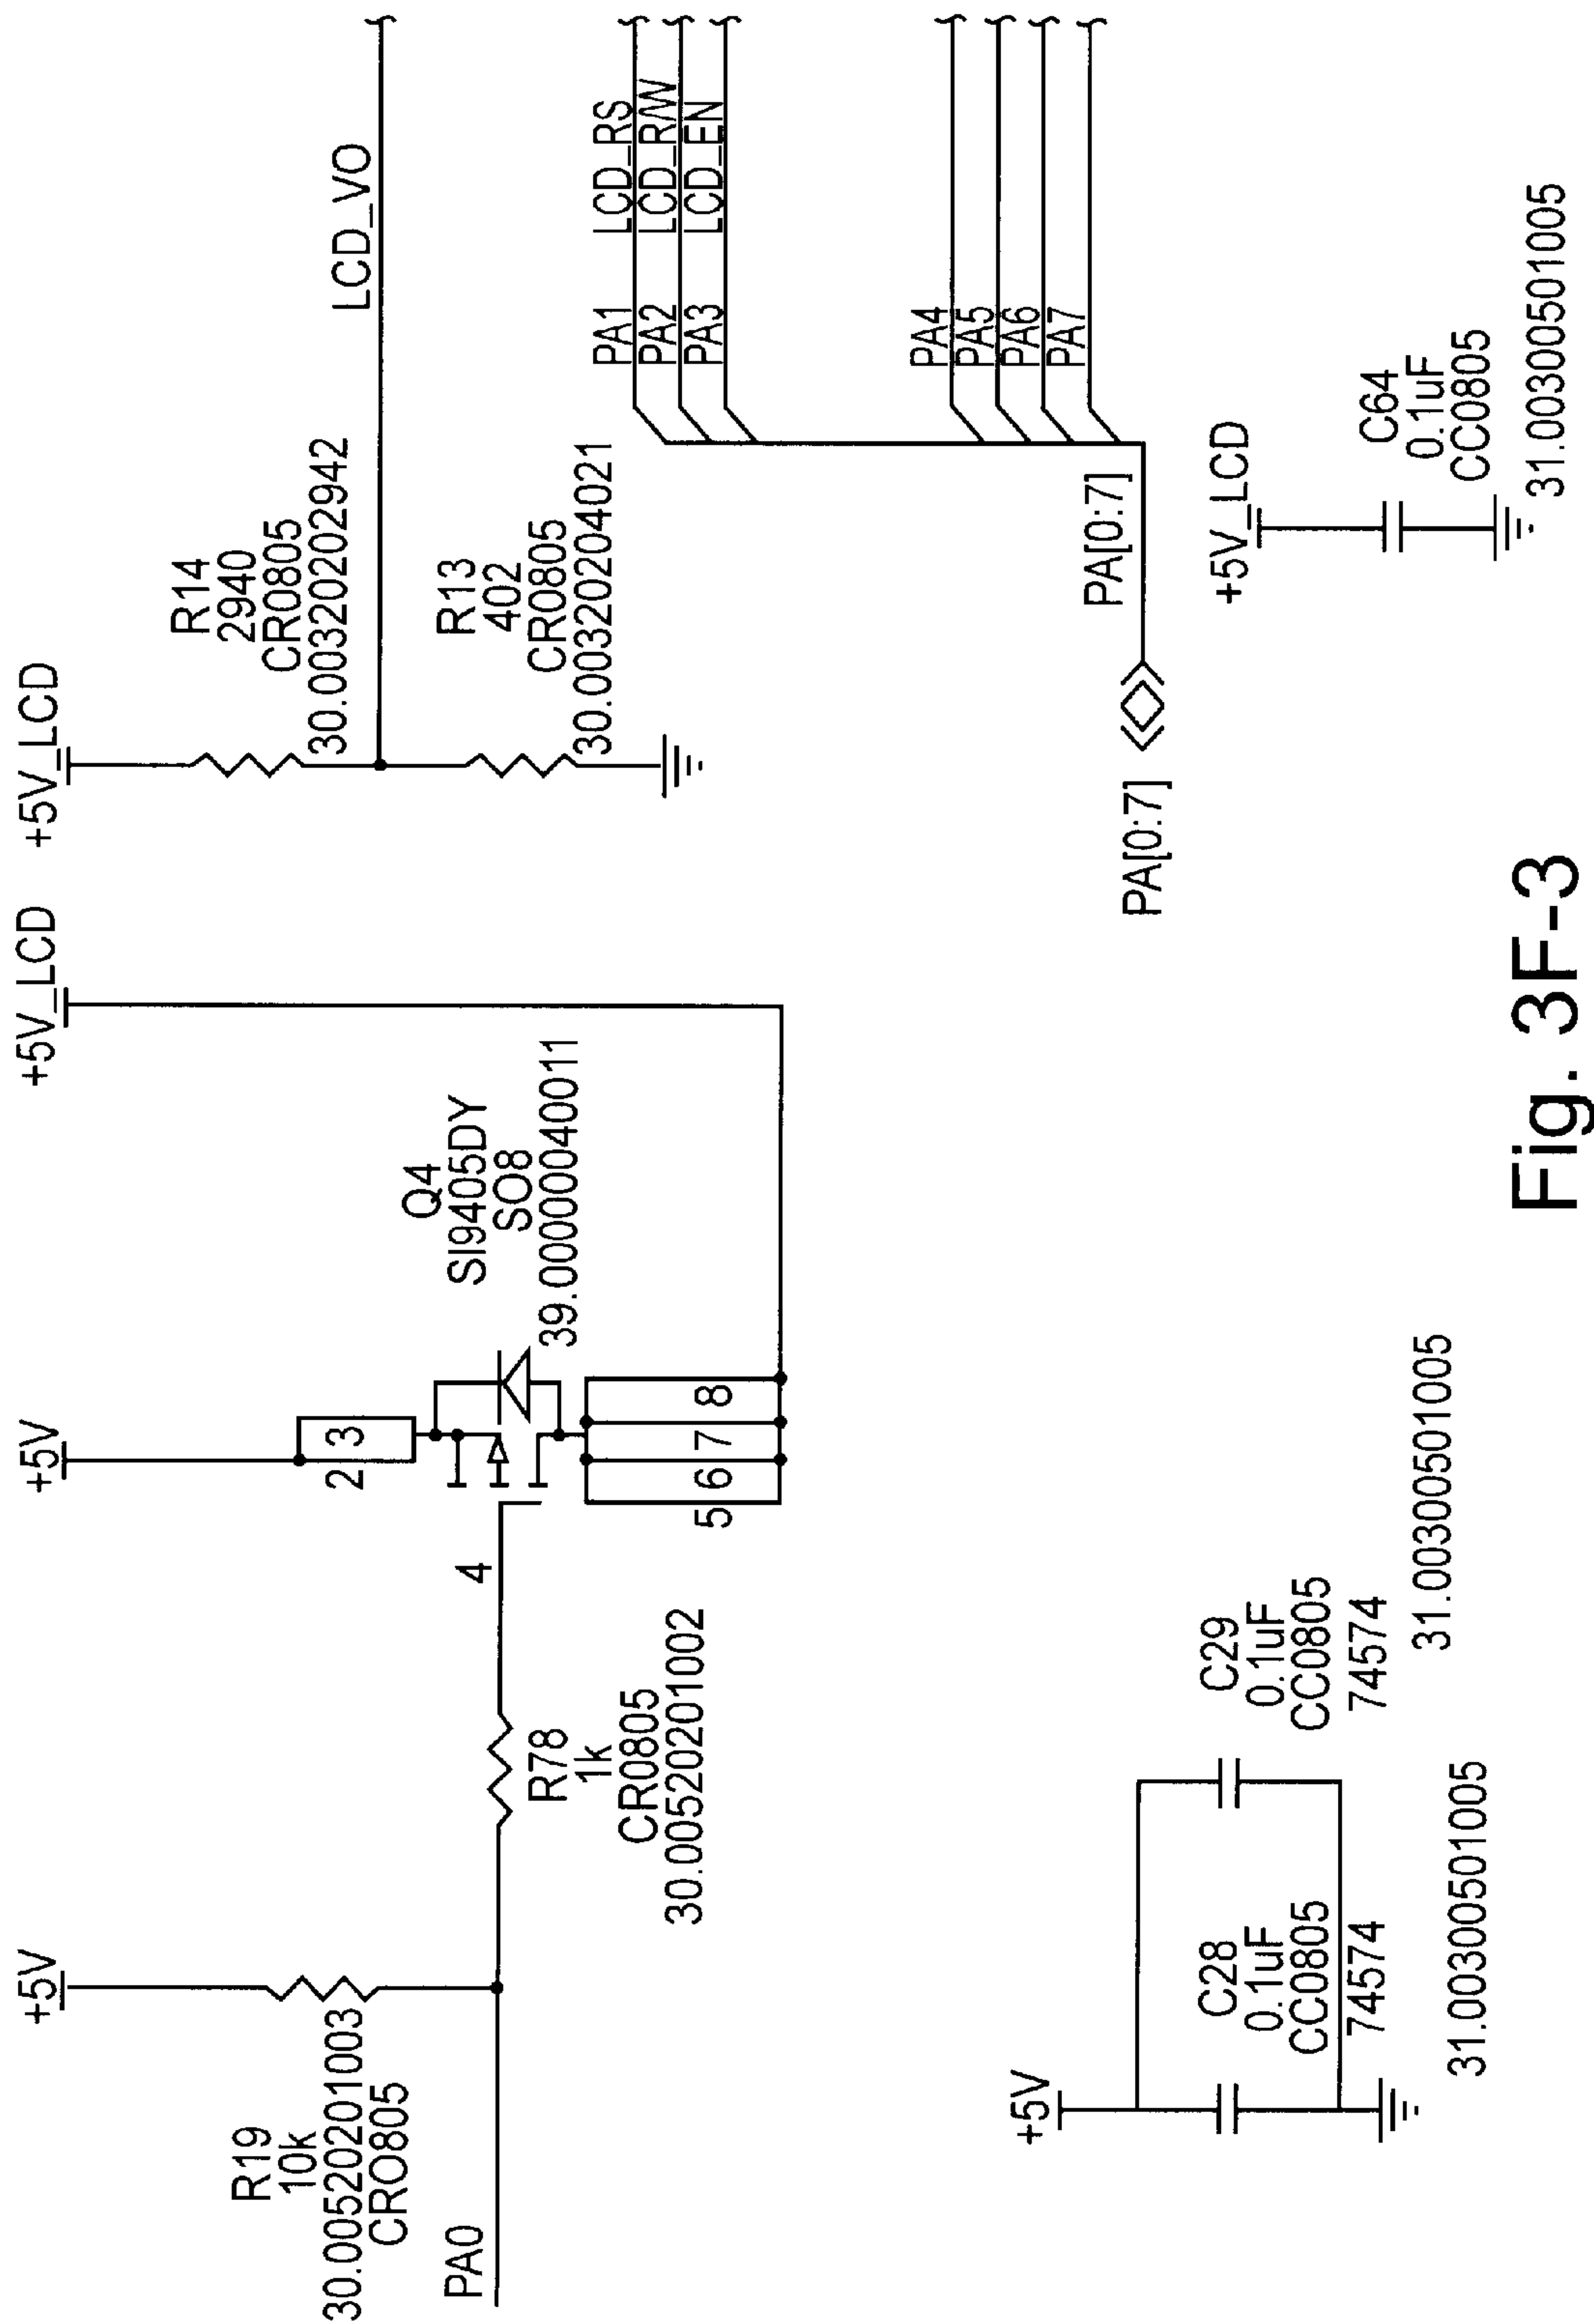 +5V
+5V
+5V_LCD
+5V_LCD
R19
10k
30.00520201003
CRO805
PA0
R78
1k
CR0805
30.00520201002
4
2 3
5 6 7 8
Q4
SI9405DY
SO8
39.00000040011
R14
2940
CR0805
30.00320202942
LCD_VO
R13
402
CR0805
30.00320204021
PA1 LCD_RS
PA2 LCD_R/W
PA3 LCD_EN
PA4
PA5
PA6
PA7
PA[0:7]
PA[0:7]
+5V
C28
0.1uF
CC0805
74574
31.00300501005
C29
0.1uF
CC0805
74574
31.00300501005
+5V_LCD
C64
0.1uF
CC0805
31.00300501005
Fig. 3F-3